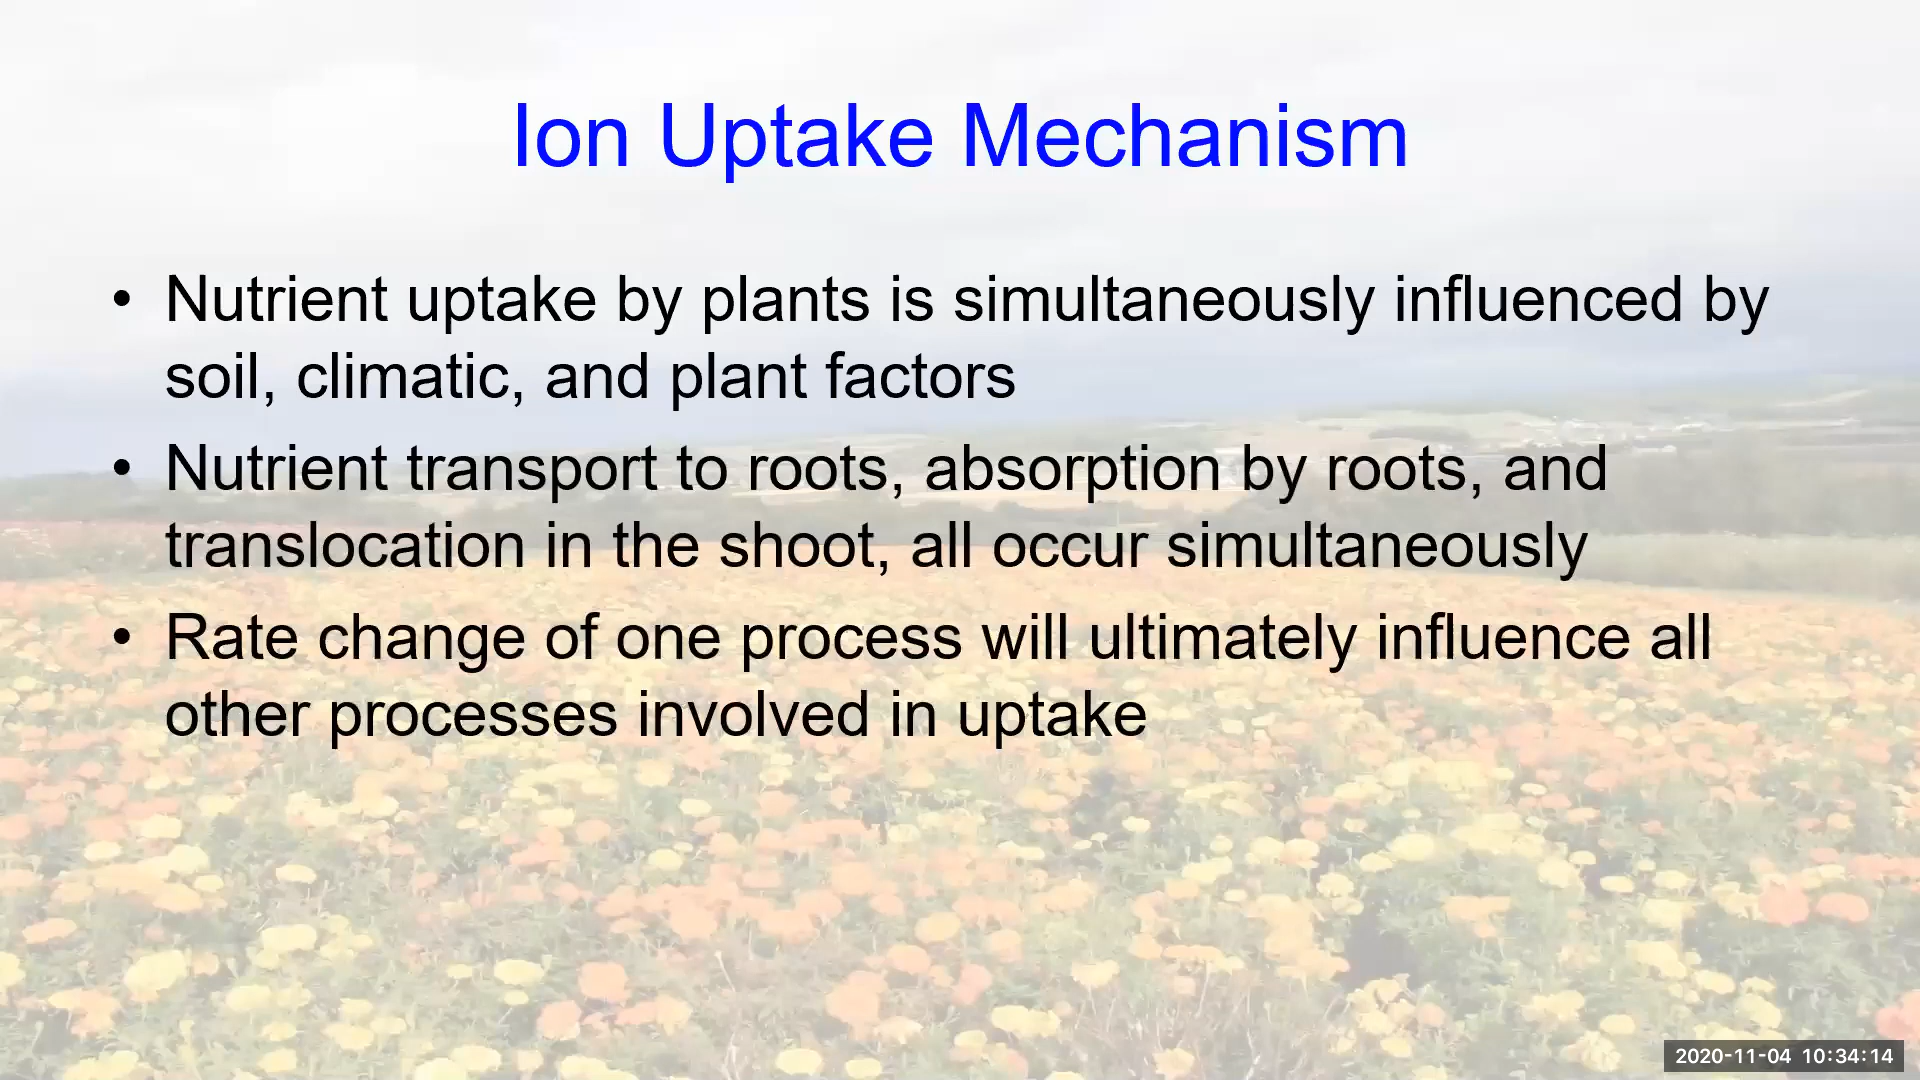 Ion Uptake Mechanism
• Nutrient uptake by plants is simultaneously influenced by
soil, climatic, and plant factors
• Nutrient transport to roots, absorption by roots, and
translocation in the shoot, all occur simultaneously
• Rate change of one process will ultimately influence all
other processes involved in uptake
2020-11-04 10:34:14